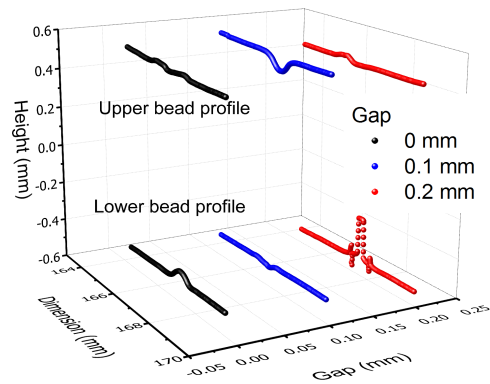 0.6
0.4
0.2
0.0
-0.2
-0.4
-0.6
Height (mm)
Upper bead profile
Lower bead profile
Gap
0 mm
0.1 mm
0.2 mm
164
166
168
170
Dimension (mm)
-0.05
0.00
0.05
0.10
0.15
0.20
0.25
Gap (mm)